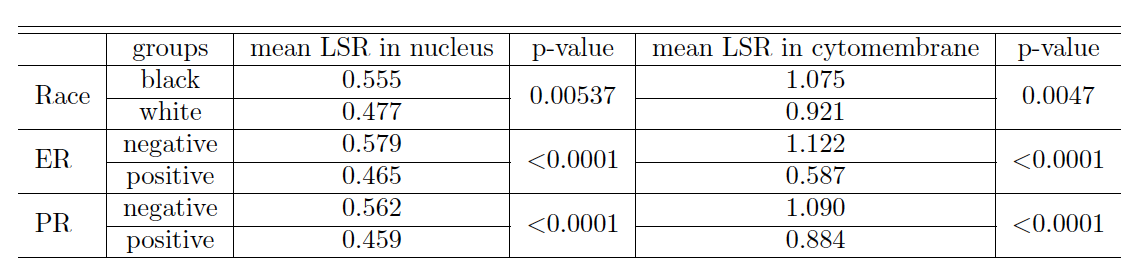 groups mean LSR in nucleus p-value mean LSR in cytomembrane p-value
Race black 0.555 0.00537 1.075 0.0047
white 0.477 0.921
ER negative 0.579 <0.0001 1.122 <0.0001
positive 0.465 0.587
PR negative 0.562 <0.0001 1.090 <0.0001
positive 0.459 0.884